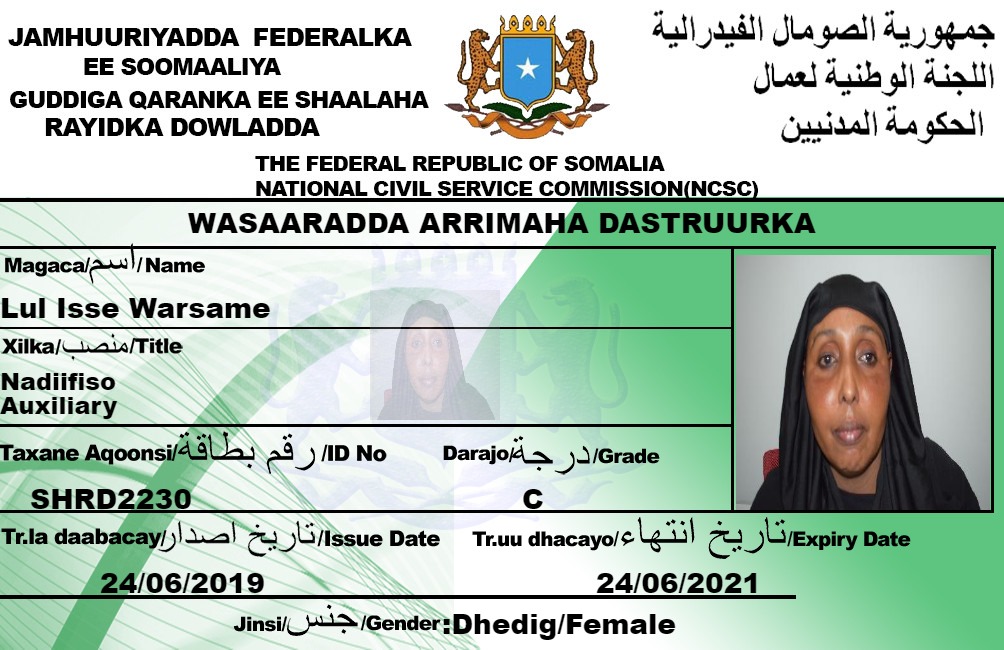 JAMHUURIYADDA FEDERALKA
EE SOOMAALIYA
GUDDIGA QARANKA EE SHAALAHA
RAYIDKA DOWLADDA
جمهورية الصومال الفيدرالية
اللجنة الوطنية لعمال
الحكومة المدنيين
THE FEDERAL REPUBLIC OF SOMALIA
NATIONAL CIVIL SERVICE COMMISSION(NCSC)
WASAARADDA ARRIMAHA DASTRUURKA
Magaca/اسم/Name
Lul Isse Warsame
Xilka/منصب/Title
Nadiifiso
Auxiliary
Taxane Aqoonsi/رقم بطاقة/ID No
SHRD2230
Darajo/درجة/Grade
C
Tr.la daabacay/تاريخ اصدار/Issue Date
24/06/2019
Tr.uu dhacayo/تاريخ انتهاء/Expiry Date
24/06/2021
Jinsi/جنس/Gender:Dhedig/Female